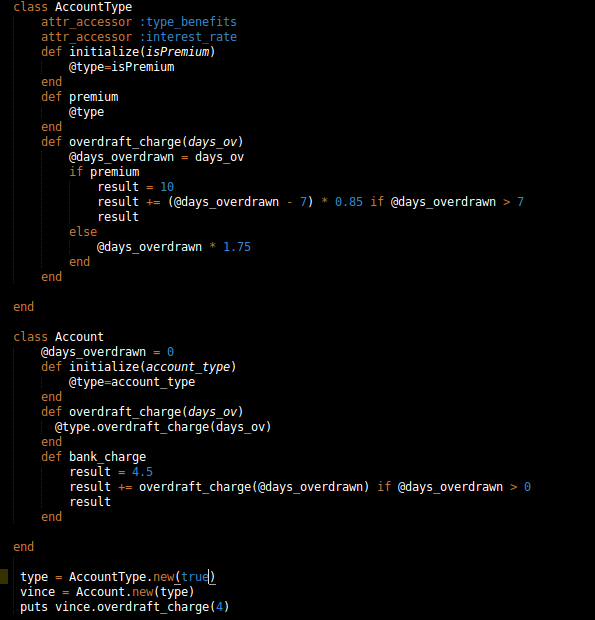 class AccountType
    attr_accessor :type_benefits
    attr_accessor :interest_rate
    def initialize(isPremium)
        @type=isPremium
    end
    def premium
        @type
    end
    def overdraft_charge(days_ov)
        @days_overdrawn = days_ov
        if premium
            result = 10
            result += (@days_overdrawn - 7) * 0.85 if @days_overdrawn > 7
            result
        else
            @days_overdrawn * 1.75
        end
    end

end

class Account
    @days_overdrawn = 0
    def initialize(account_type)
        @type=account_type
    end
    def overdraft_charge(days_ov)
      @type.overdraft_charge(days_ov)
    end
    def bank_charge
        result = 4.5
        result += overdraft_charge(@days_overdrawn) if @days_overdrawn > 0
        result
    end

end

 type = AccountType.new(true)
 vince = Account.new(type)
 puts vince.overdraft_charge(4)